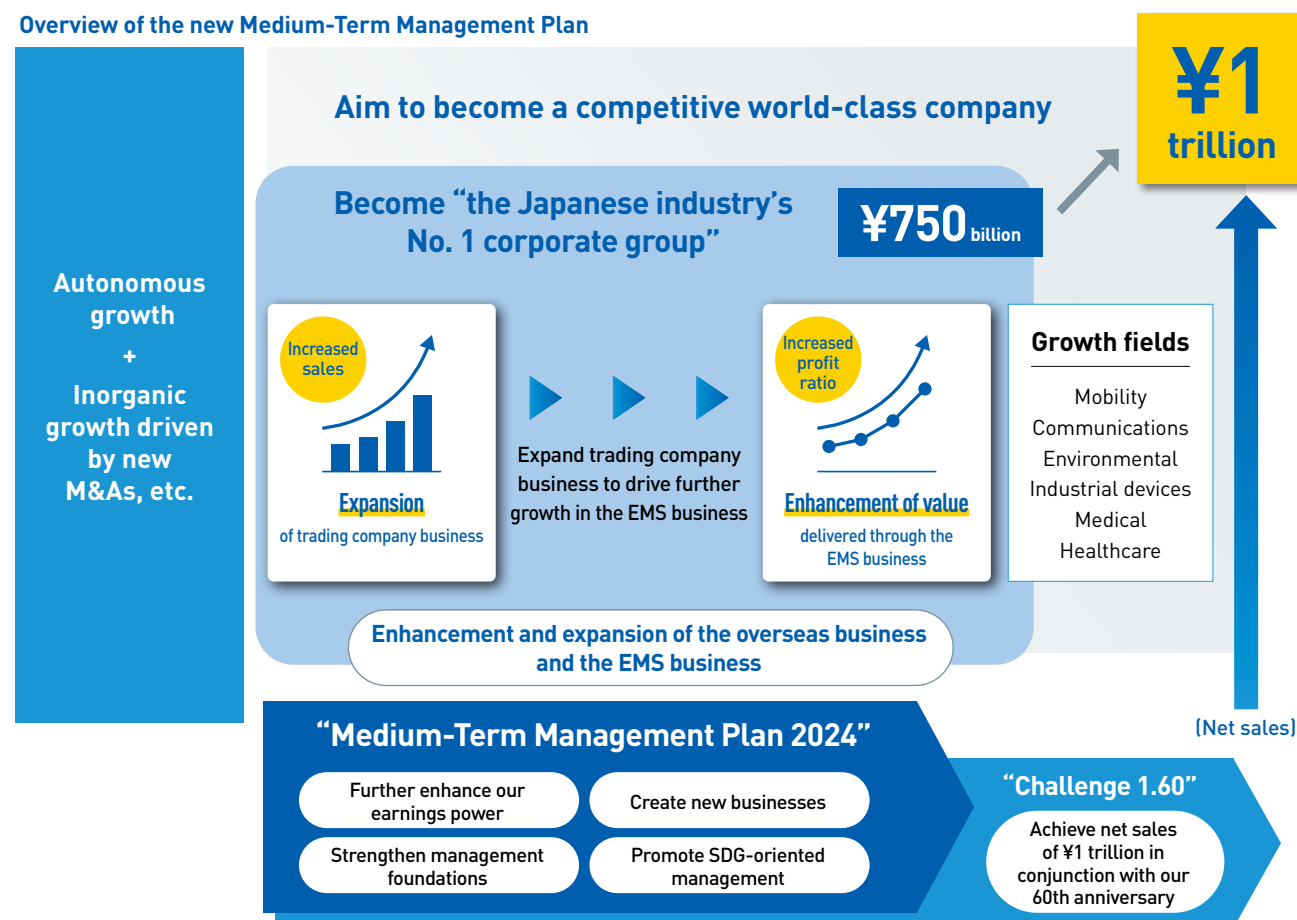 Overview of the new Medium-Term Management Plan
¥1
trillion
Aim to become a competitive world-class company
Become “the Japanese industry’s
No. 1 corporate group”
¥750 billion
Autonomous
growth
+
Inorganic
growth driven
by new
M&As, etc.
Increased
sales
Expansion
of trading company business
Expand trading company
business to drive further
growth in the EMS business
Increased
profit
ratio
Enhancement of value
delivered through the
EMS business
Growth fields
Mobility
Communications
Environmental
Industrial devices
Medical
Healthcare
Enhancement and expansion of the overseas business
and the EMS business
(Net sales)
“Medium-Term Management Plan 2024”
Further enhance our
earnings power
Create new businesses
Strengthen management
foundations
Promote SDG-oriented
management
“Challenge 1.60”
Achieve net sales
of ¥1 trillion in
conjunction with our
60th anniversary